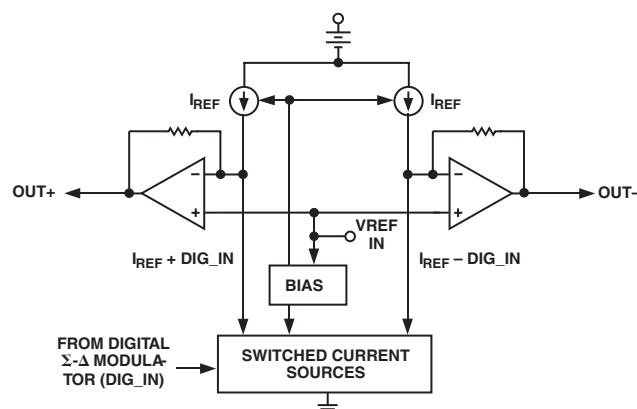 IREF
IREF
OUT+
−
+
−
+
OUT–
VREF
IN
IREF + DIG_IN
IREF – DIG_IN
BIAS
FROM DIGITAL
Σ-Δ MODULA-
TOR (DIG_IN)
SWITCHED CURRENT
SOURCES